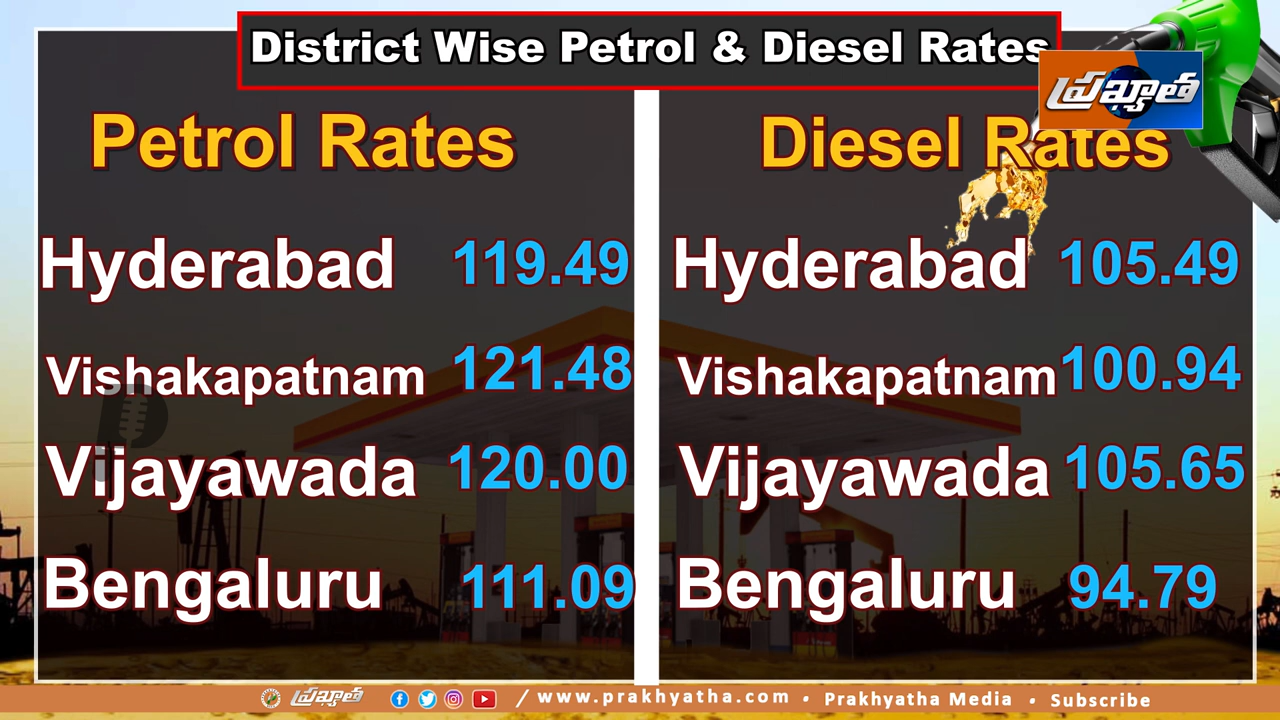 District Wise Petrol & Diesel Rates
ప్రఖ్యాత
Petrol Rates
Hyderabad 119.49
Vishakapatnam 121.48
Vijayawada 120.00
Bengaluru 111.09
Diesel Rates
Hyderabad 105.49
Vishakapatnam 100.94
Vijayawada 105.65
Bengaluru 94.79
ప్రఖ్యాత / www.prakhyatha.com • Prakhyatha Media • Subscribe